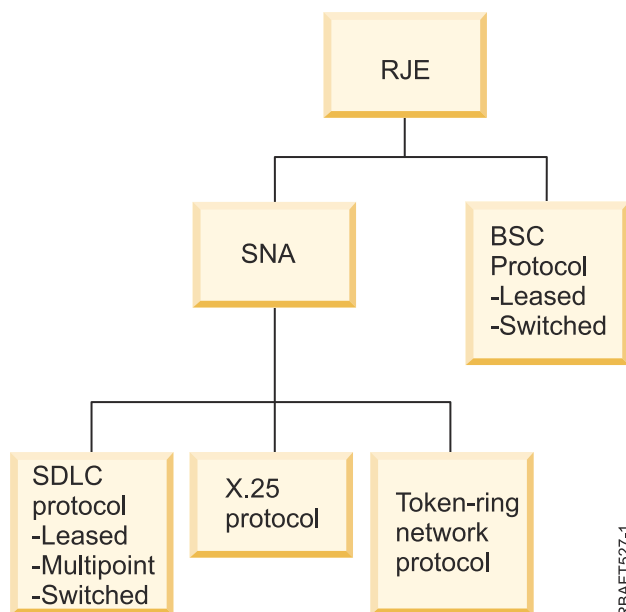 RJE
SNA
BSC
Protocol
-Leased
-Switched
SDLC
protocol
-Leased
-Multipoint
-Switched
X.25
protocol
Token-ring
network
protocol